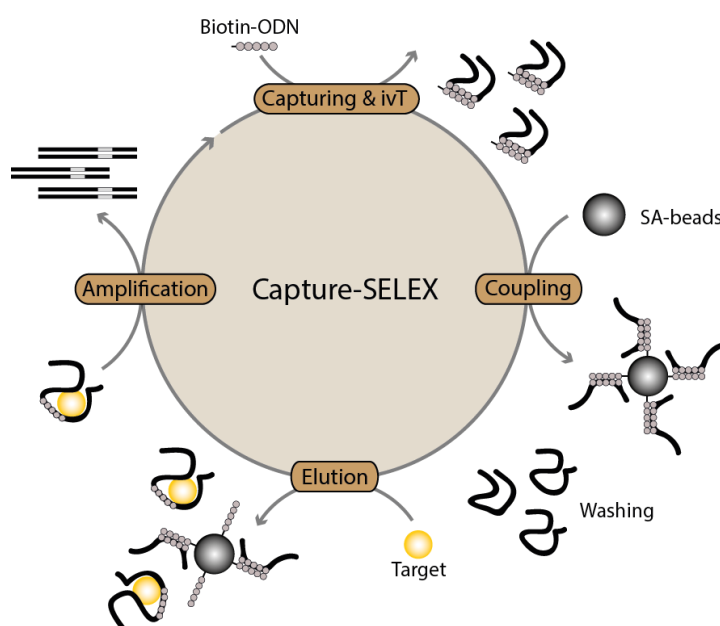 Biotin-ODN
Capturing & ivT
SA-beads
Amplification
Capture-SELEX
Coupling
Elution
Washing
Target